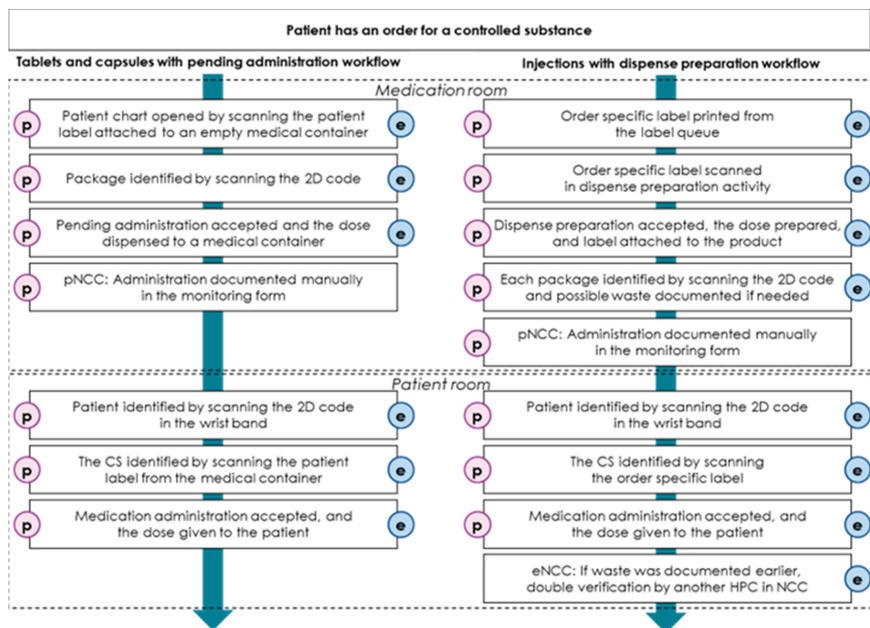 Patient has an order for a controlled substance
Tablets and capsules with pending administration workflow
Injections with dispense preparation workflow
Medication room
p
Patient chart opened by scanning the patient
label attached to an empty medical container
e
p
Package identified by scanning the 2D code
e
p
Pending administration accepted and the dose
dispensed to a medical container
e
p
pNCC: Administration documented manually
in the monitoring form
p
Order specific label printed from
the label queue
e
p
Order specific label scanned
in dispense preparation activity
e
p
Dispense preparation accepted, the dose prepared,
and label attached to the product
e
p
Each package identified by scanning the 2D code
and possible waste documented if needed
e
p
pNCC: Administration documented manually
in the monitoring form
Patient room
p
Patient identified by scanning the 2D code
in the wrist band
e
p
The CS identified by scanning the patient
label from the medical container
e
p
Medication administration accepted, and
the dose given to the patient
e
p
Patient identified by scanning the 2D code
in the wrist band
e
p
The CS identified by scanning
the order specific label
e
p
Medication administration accepted, and
the dose given to the patient
e
eNCC: If waste was documented earlier,
double verification by another HPC in NCC
e